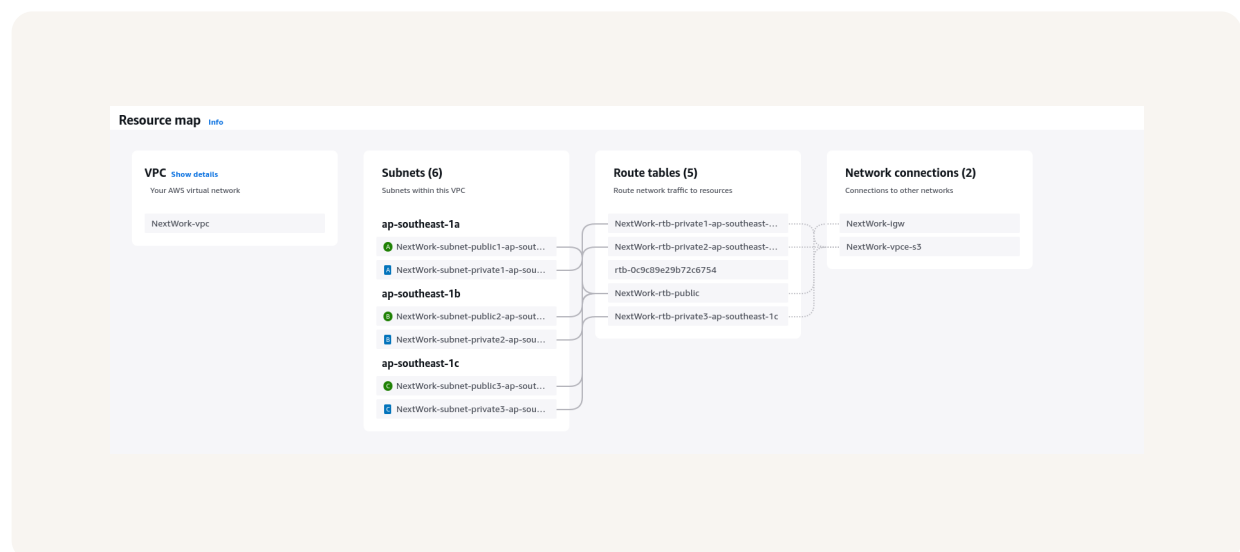 Resource map Info
VPC Show details
Your AWS virtual network
NextWork-vpc
Subnets (6)
Subnets within this VPC
ap-southeast-1a
A NextWork-subnet-public1-ap-sout...
A NextWork-subnet-private1-ap-sou...
ap-southeast-1b
B NextWork-subnet-public2-ap-sout...
B NextWork-subnet-private2-ap-sou...
ap-southeast-1c
C NextWork-subnet-public3-ap-sout...
C NextWork-subnet-private3-ap-sou...
Route tables (5)
Route network traffic to resources
NextWork-rtb-private1-ap-southeast-...
NextWork-rtb-private2-ap-southeast-...
rtb-0c9c89e29b72c6754
NextWork-rtb-public
NextWork-rtb-private3-ap-southeast-1c
Network connections (2)
Connections to other networks
NextWork-igw
NextWork-vpce-s3